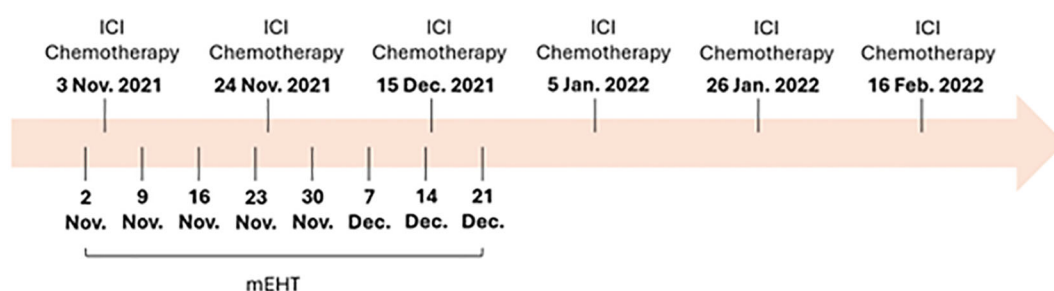 ICI ICI ICI ICI ICI ICI
Chemotherapy Chemotherapy Chemotherapy Chemotherapy Chemotherapy Chemotherapy
3 Nov. 2021 24 Nov. 2021 15 Dec. 2021 5 Jan. 2022 26 Jan. 2022 16 Feb. 2022
2 9 16 23 30 7 14 21
Nov. Nov. Nov. Nov. Nov. Dec. Dec. Dec.
mEHT